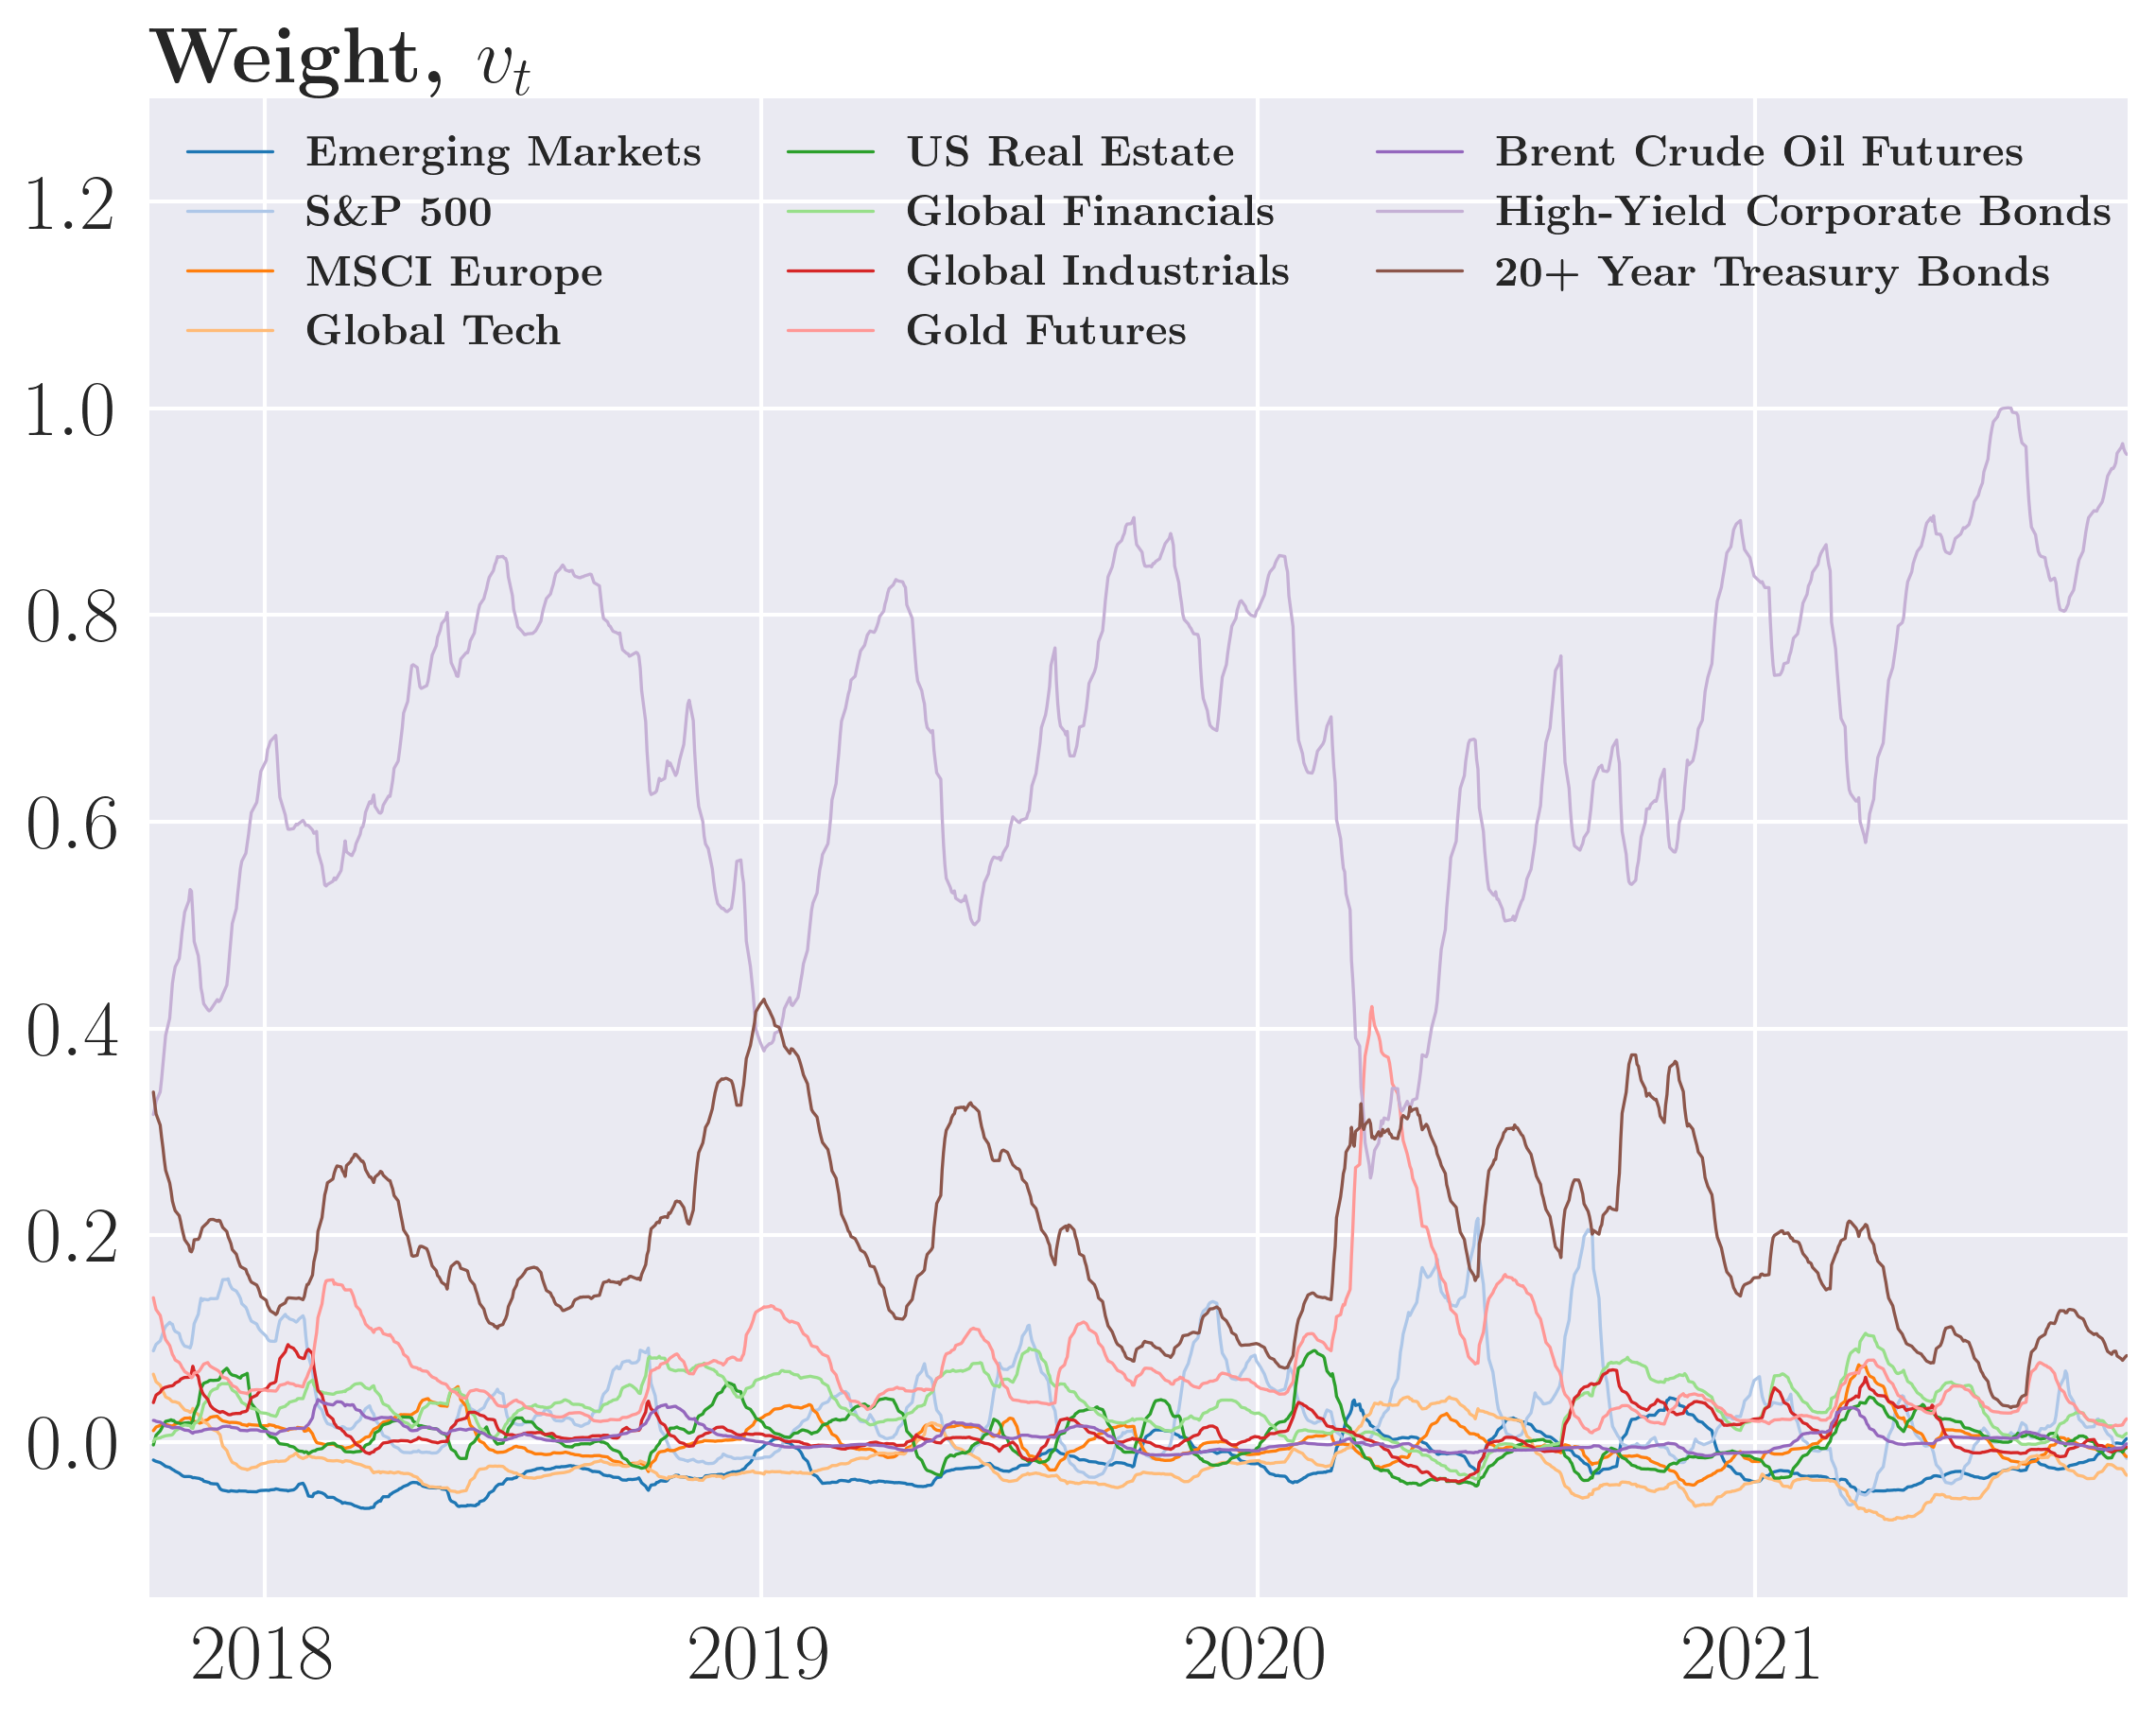 Weight, v_t
Emerging Markets
S&P 500
MSCI Europe
Global Tech
US Real Estate
Global Financials
Global Industrials
Gold Futures
Brent Crude Oil Futures
High-Yield Corporate Bonds
20+ Year Treasury Bonds
1.2
1.0
0.8
0.6
0.4
0.2
0.0
2018 2019 2020 2021